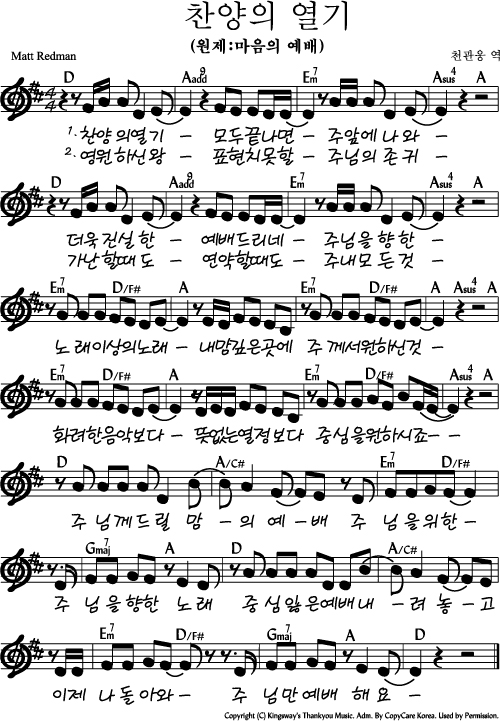 찬양의 열기
(원제:마음의 예배)
Matt Redman 천관웅 역
D Aadd9 Em7 Asus4 A
1. 찬양의열기 – 모두끝나면 – 주앞에 나와 –
2. 영원하신왕 – 표현치못할 – 주님의 존귀 –
D Aadd9 Em7 Asus4 A
더욱진실한 – 예배드리네 – 주님을향한 –
가난할때도 – 연약할때도 – 주내모든것 –
Em7 D/F# A Em7 D/F# Asus4 A
노래이상의노래 – 내맘깊은곳에 주께서원하신것 –
Em7 D/F# A Em7 D/F# Asus4 A
화려한음악보다 – 뜻없는열정보다 중심을원하시죠 – –
D A/C# Em7 D/F#
주님께드릴 맘 – 의 예 – 배 주님을위한 –
Gmaj7 A D A/C#
주님을향한 노래 중심잃은예배내 – 려놓 – 고
Em7 D/F# Gmaj7 A D
이제 나돌아와 – 주님만예배해요 –
Copyright (C) Kingsway's Thankyou Music. Adm. By CopyCare Korea. Used by Permission.